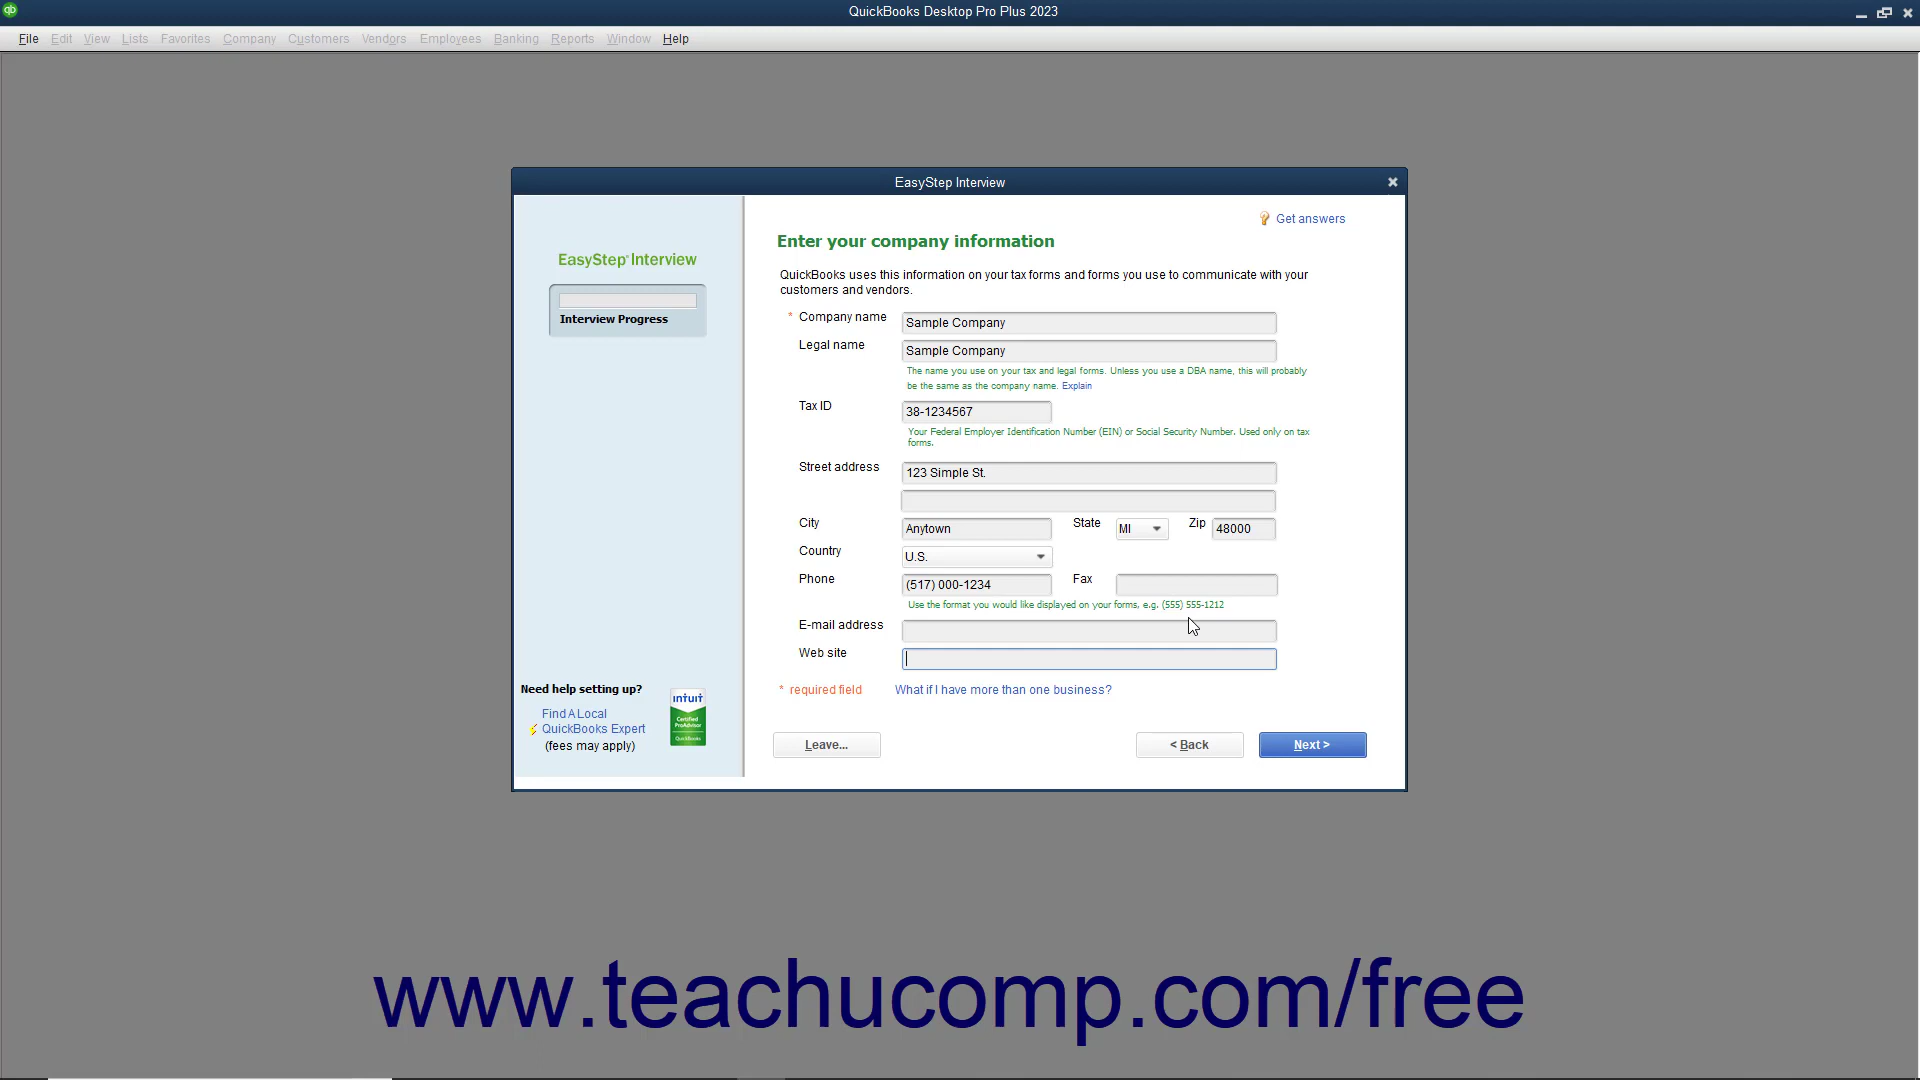 QuickBooks Desktop Pro Plus 2023
File Edit View Lists Favorites Company Customers Vendors Employees Banking Reports Window Help
EasyStep Interview
Get answers
EasyStep Interview
Interview Progress
Enter your company information
QuickBooks uses this information on your tax forms and forms you use to communicate with your
customers and vendors.
* Company name Sample Company
Legal name Sample Company
The name you use on your tax and legal forms. Unless you use a DBA name, this will probably
be the same as the company name. Explain
Tax ID 38-1234567
Your Federal Employer Identification Number (EIN) or Social Security Number. Used only on tax
forms.
Street address 123 Simple St.
City Anytown State MI Zip 48000
Country U.S.
Phone (517) 000-1234 Fax
Use the format you would like displayed on your forms, e.g. (555) 555-1212
E-mail address
Web site
* required field What if I have more than one business?
Need help setting up?
Find A Local
QuickBooks Expert
(fees may apply)
intuit
Certified
ProAdvisor
QuickBooks
Leave... < Back Next >
www.teachucomp.com/free